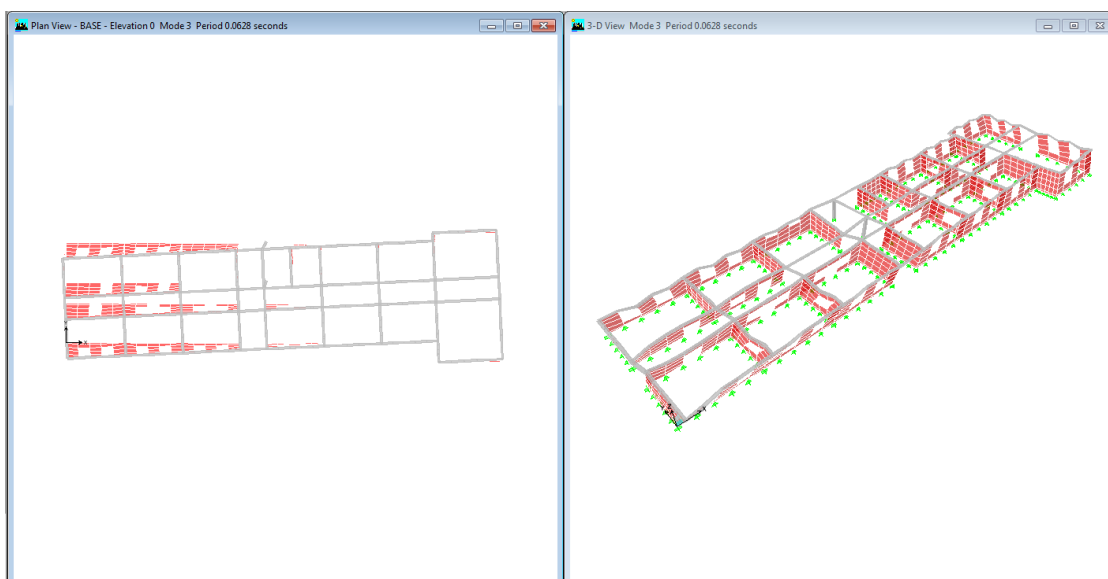 Plan View - BASE - Elevation 0  Mode 3  Period 0.0628 seconds
3-D View  Mode 3  Period 0.0628 seconds
X
X